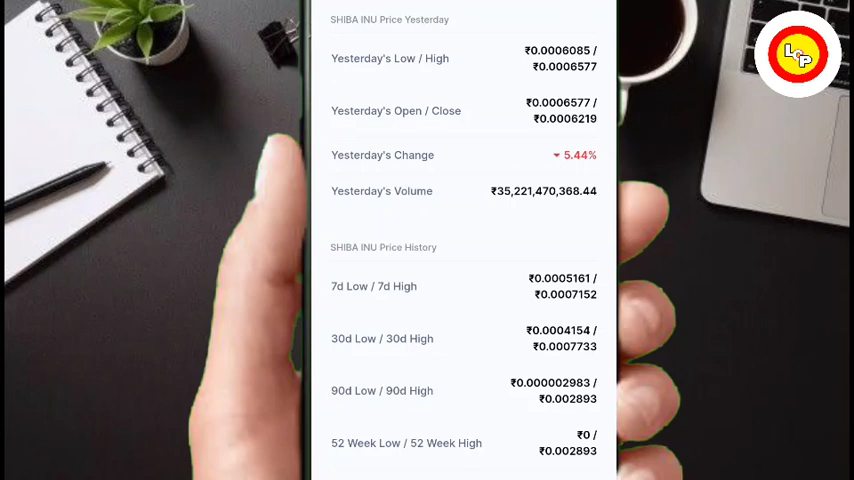 SHIBA INU Price Yesterday
Yesterday's Low / High
₹0.0006085 /
₹0.0006577
Yesterday's Open / Close
₹0.0006577 /
₹0.0006219
Yesterday's Change
5.44%
Yesterday's Volume
₹35,221,470,368.44
SHIBA INU Price History
7d Low / 7d High
₹0.0005161 /
₹0.0007152
30d Low / 30d High
₹0.0004154 /
₹0.0007733
90d Low / 90d High
₹0.000002983 /
₹0.002893
52 Week Low / 52 Week High
₹0 /
₹0.002893
LCP